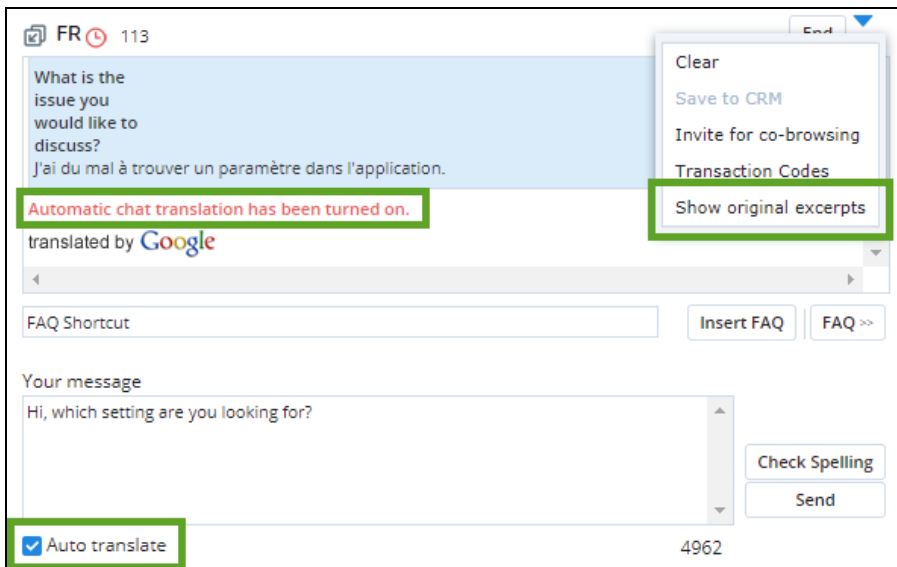 FR 113
End
What is the
issue you
would like to
discuss?
J'ai du mal à trouver un paramètre dans l'application.
Automatic chat translation has been turned on.
translated by Google
Clear
Save to CRM
Invite for co-browsing
Transaction Codes
Show original excerpts
FAQ Shortcut
Insert FAQ
FAQ >>
Your message
Hi, which setting are you looking for?
Check Spelling
Send
Auto translate
4962